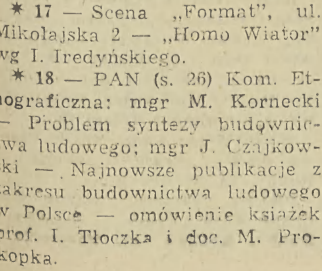 * 17 — Scena „Format", ul.
Mikołajska 2 — „Homo Wiator"
wg I. Iredyńskiego.
* 18 — PAN (s. 26) Kom. Et-
nograficzna: mgr M. Kornecki
— Problem syntezy budownic-
twa ludowego; mgr J. Czajkow-
ski — Najnowsze publikacje z
zakresu budownictwa ludowego
w Polsce — omówienie książek
prof. I. Tłoczka i doc. M. Pro-
kopka.